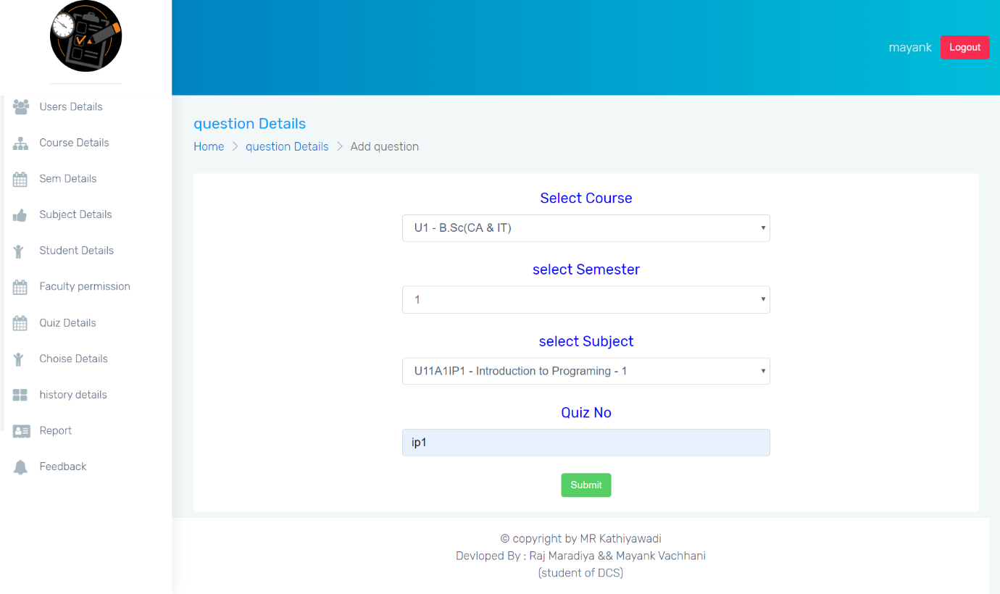 mayank
Logout
Users Details
Course Details
Sem Details
Subject Details
Student Details
Faculty permission
Quiz Details
Choise Details
history details
Report
Feedback
question Details
Home > question Details > Add question
Select Course
U1 - B.Sc(CA & IT)
select Semester
1
select Subject
U11A1IP1 - Introduction to Programing - 1
Quiz No
ip1
Submit
© copyright by MR Kathiyawadi
Devloped By : Raj Maradiya && Mayank Vachhani
(student of DCS)